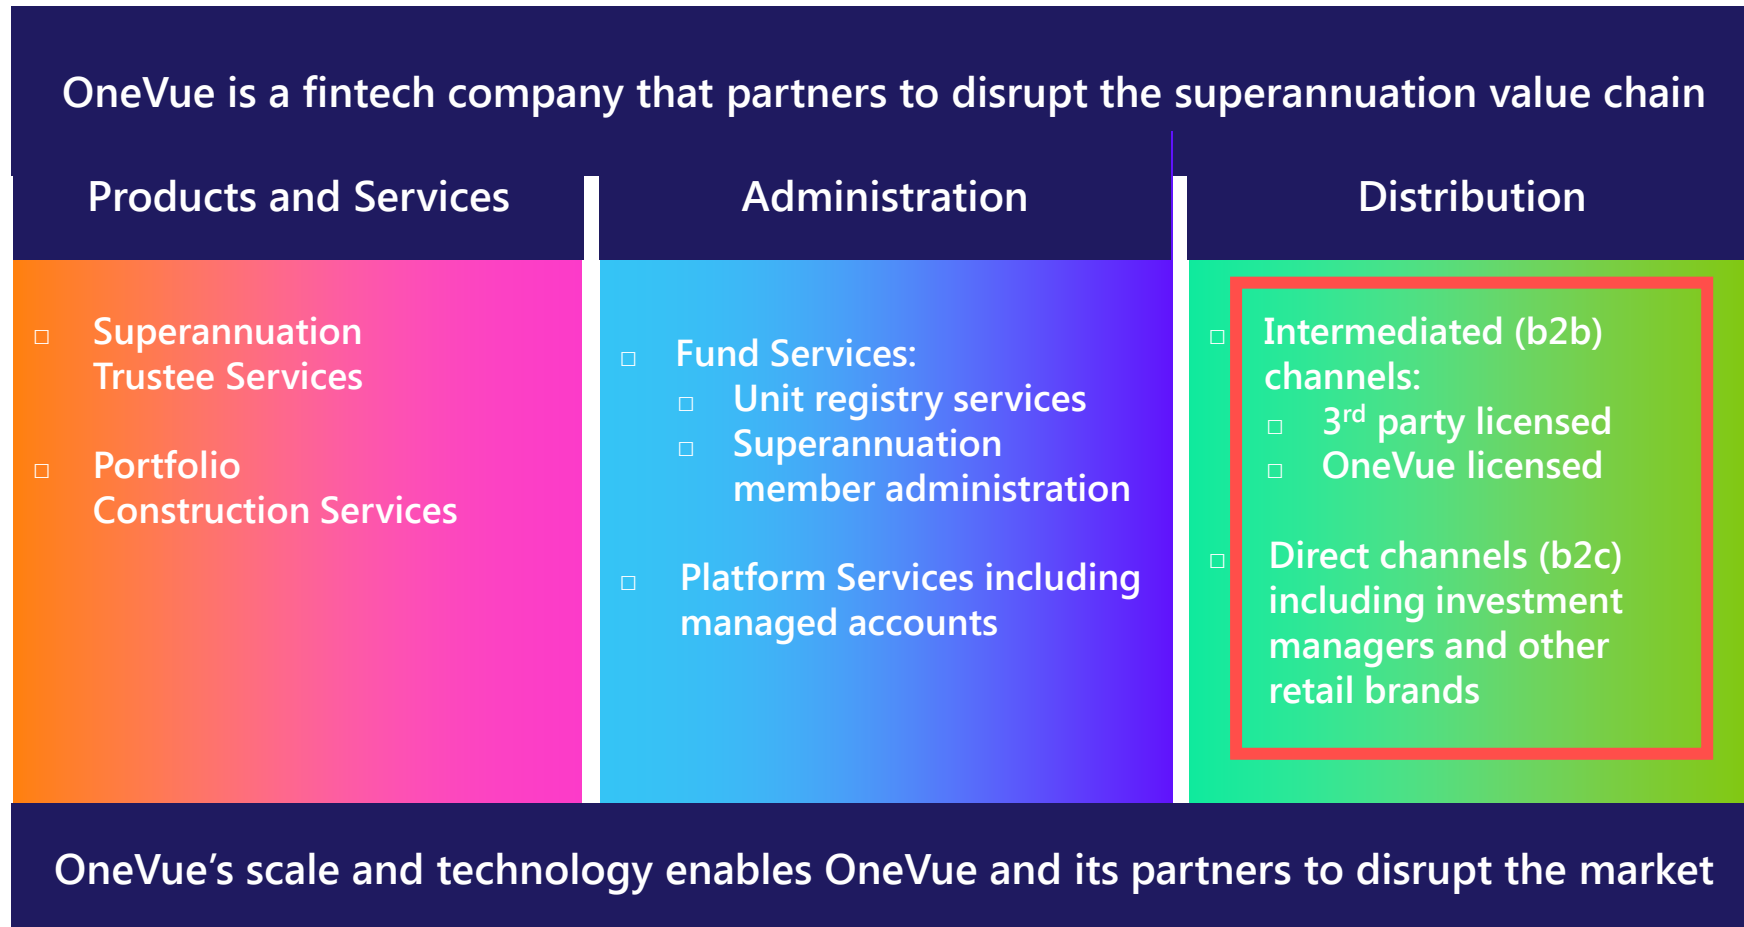 OneVue is a fintech company that partners to disrupt the superannuation value chain
Products and Services
Superannuation
Trustee Services
Portfolio
Construction Services
Administration
Fund Services:
Unit registry services
Superannuation
member administration
Platform Services including
managed accounts
Distribution
Intermediated (b2b)
channels:
3rd party licensed
OneVue licensed
Direct channels (b2c)
including investment
managers and other
retail brands
OneVue’s scale and technology enables OneVue and its partners to disrupt the market